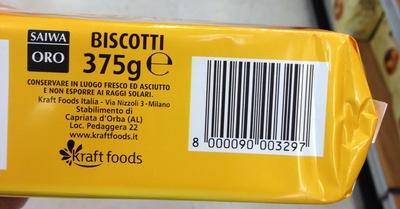 SAIWA
ORO
BISCOTTI
375g e
CONSERVARE IN LUOGO FRESCO ED ASCIUTTO
E NON ESPORRE AI RAGGI SOLARI.
Kraft Foods Italia - Via Nizzoli 3 -Milano
Stabilimento di
Capriata d'Orba (AL)
Loc. Pedaggera 22
www.kraftfoods.it
kraft foods
8 000090 003297